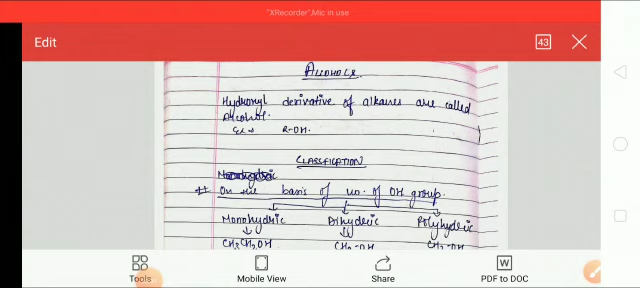 "XRecorder",Mic in use
Edit
43
Alcohols
Hydroxyl derivative of alkanes are called
Alcohol.
Ex → R-OH.
CLASSIFICATION
** On the basis of no. of OH group.
Monohydric Dihydric Polyhydric
CH3CH2OH CH2-OH CH2-OH
Tools
Mobile View
Share
W
PDF to DOC